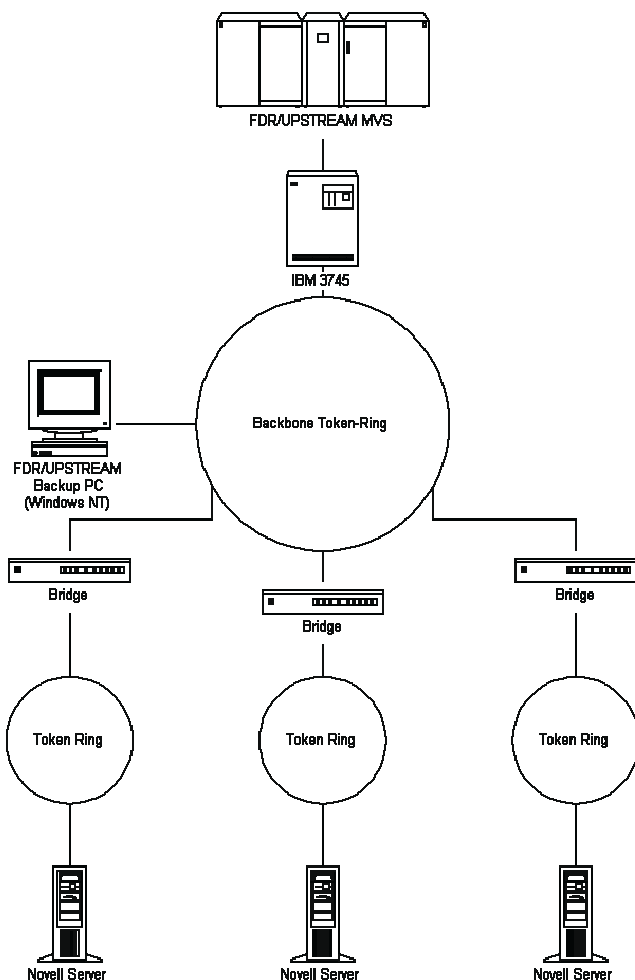 FDR/UPSTREAM MVS
IBM 3745
Backbone Token-Ring
FDR/UPSTREAM
Backup PC
(Windows NT)
Bridge
Bridge
Bridge
Token Ring
Token Ring
Token Ring
Novell Server
Novell Server
Novell Server